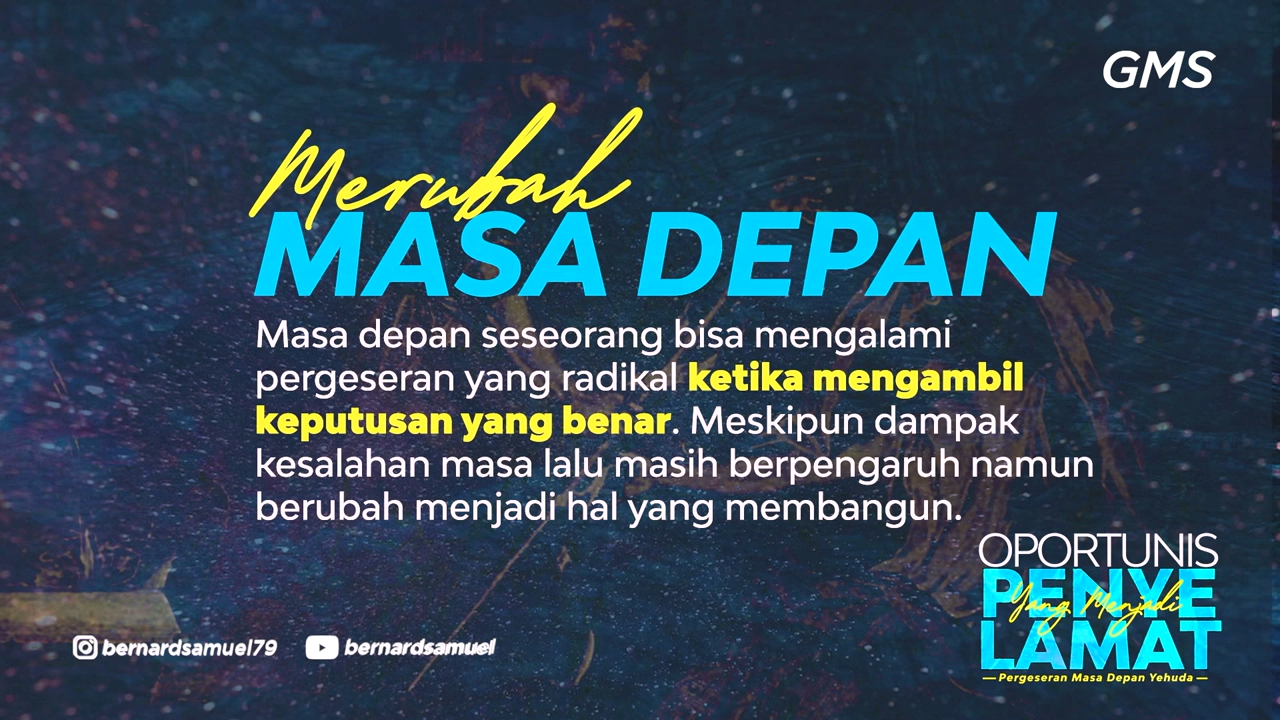 GMS
Merubah
MASA DEPAN
Masa depan seseorang bisa mengalami
pergeseran yang radikal ketika mengambil
keputusan yang benar. Meskipun dampak
kesalahan masa lalu masih berpengaruh namun
berubah menjadi hal yang membangun.
OPORTUNIS
Yang Menjadi
PENYE
LAMAT
— Pergeseran Masa Depan Yehuda —
bernardsamuel79
bernardsamuel